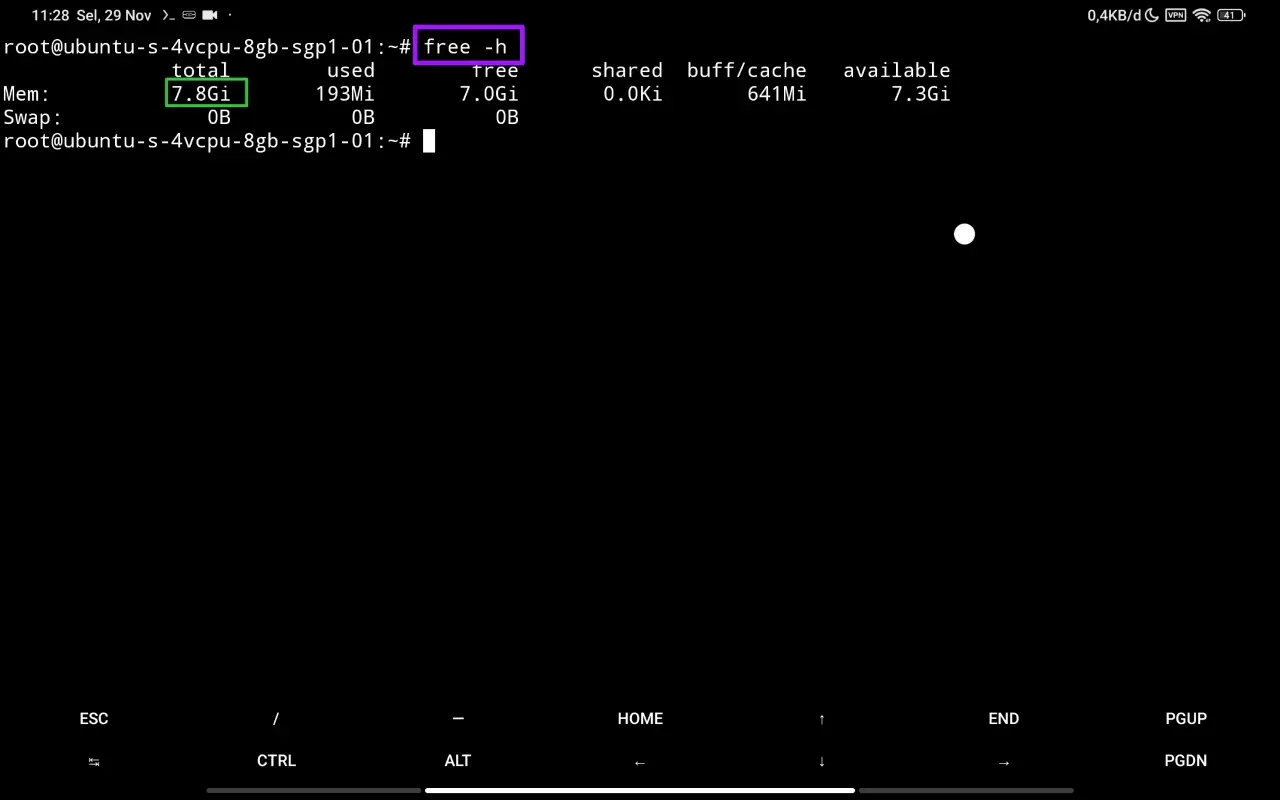 11:28 Sel, 29 Nov 0,4KB/d VPN 41
root@ubuntu-s-4vcpu-8gb-sgp1-01:~# free -h
total used free shared buff/cache available
Mem: 7.8Gi 193Mi 7.0Gi 0.0Ki 641Mi 7.3Gi
Swap: 0B 0B 0B
root@ubuntu-s-4vcpu-8gb-sgp1-01:~#
ESC / — HOME ↑ END PGUP
↹ CTRL ALT ← ↓ → PGDN